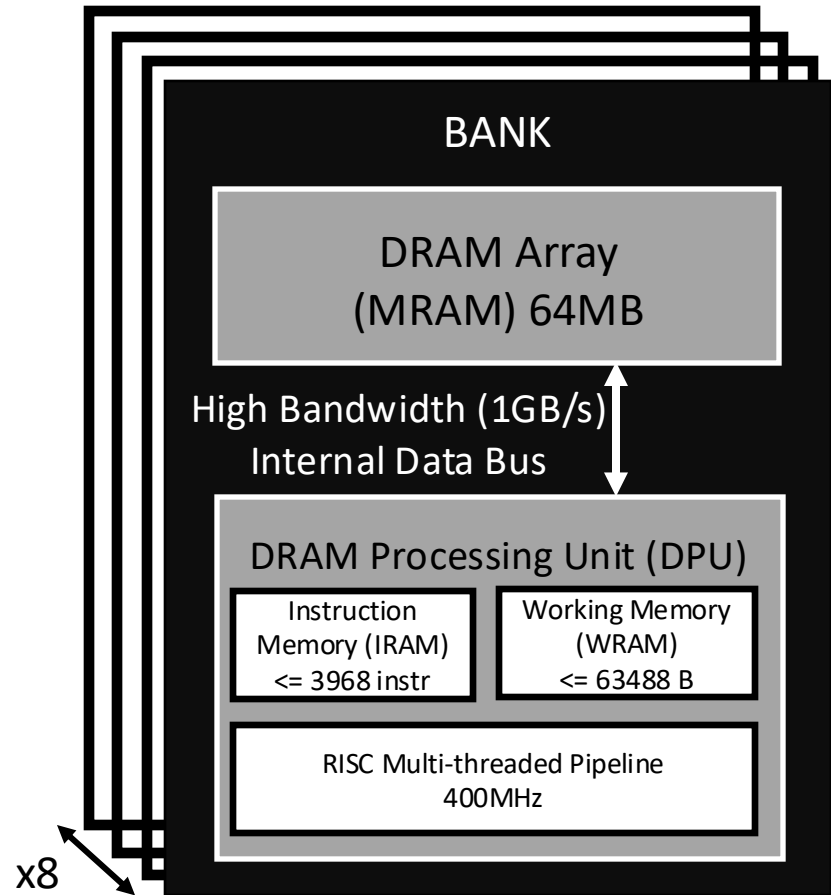 BANK
DRAM Array
(MRAM) 64MB
High Bandwidth (1GB/s)
Internal Data Bus
DRAM Processing Unit (DPU)
Instruction
Memory (IRAM)
<= 3968 instr
Working Memory
(WRAM)
<= 63488 B
RISC Multi-threaded Pipeline
400MHz
x8